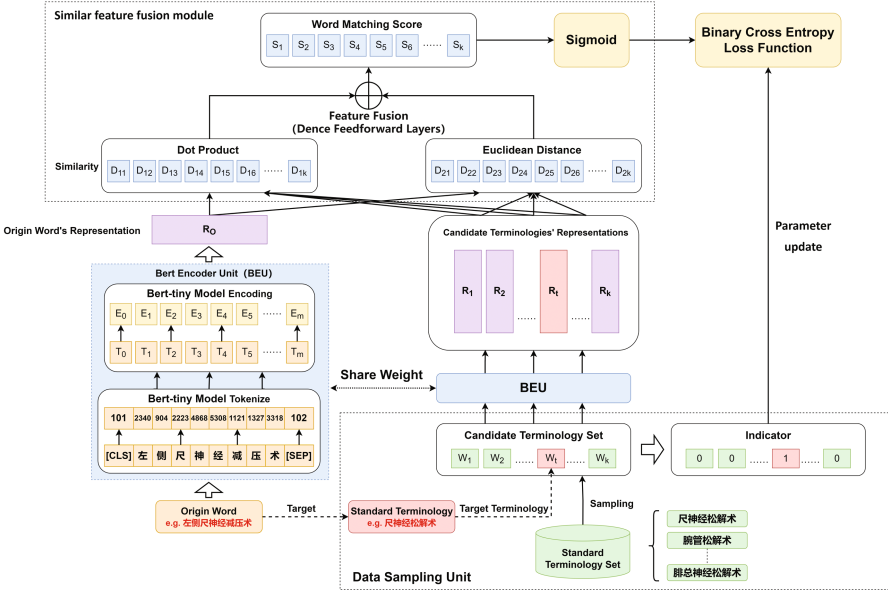 Similar feature fusion module
Word Matching Score
S1 S2 S3 S4 S5 S6 ...... Sk
Sigmoid
Binary Cross Entropy
Loss Function
Feature Fusion
(Dence Feedforward Layers)
Similarity
Dot Product
D11 D12 D13 D14 D15 D16 ...... D1k
Euclidean Distance
D21 D22 D23 D24 D25 D26 ...... D2k
Origin Word's Representation
RO
Candidate Terminologies' Representations
R1 R2 ...... Rt ...... Rk
Parameter
update
Bert Encoder Unit（BEU）
Bert-tiny Model Encoding
E0 E1 E2 E3 E4 E5 ...... Em
T0 T1 T2 T3 T4 T5 ...... Tm
Share Weight
BEU
Bert-tiny Model Tokenize
101 2340 904 2223 4868 5308 1121 1327 3318 102
[CLS] 左 侧 尺 神 经 减 压 术 [SEP]
Candidate Terminology Set
W1 W2 ...... Wt ...... Wk
Indicator
0 0 ...... 1 ...... 0
Origin Word
e.g. 左侧尺神经减压术
Target
Standard Terminology
e.g. 尺神经松解术
Target Terminology
Sampling
Standard
Terminology Set
尺神经松解术
腕管松解术
腓总神经松解术
Data Sampling Unit